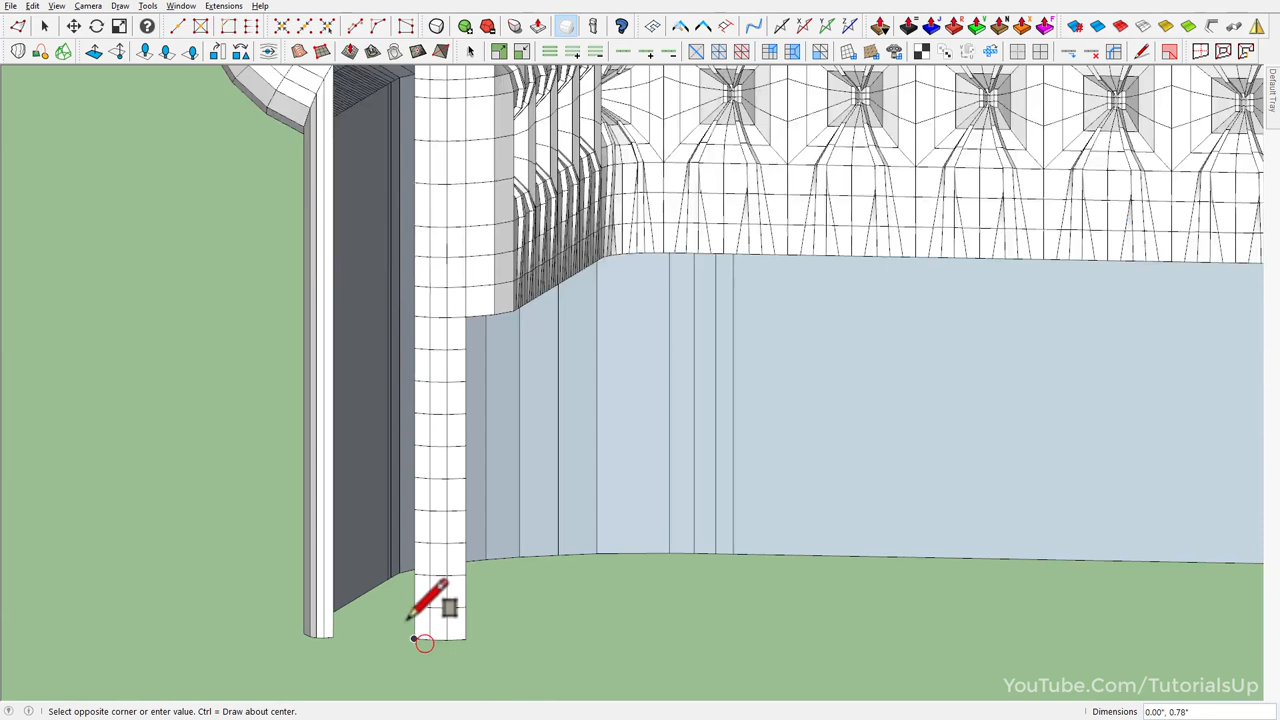 File Edit View Camera Draw Tools Window Extensions Help
Default Tray
YouTube.Com/TutorialsUp
Select opposite corner or enter value. Ctrl = Draw about center.
Dimensions 0.00", 0.78"